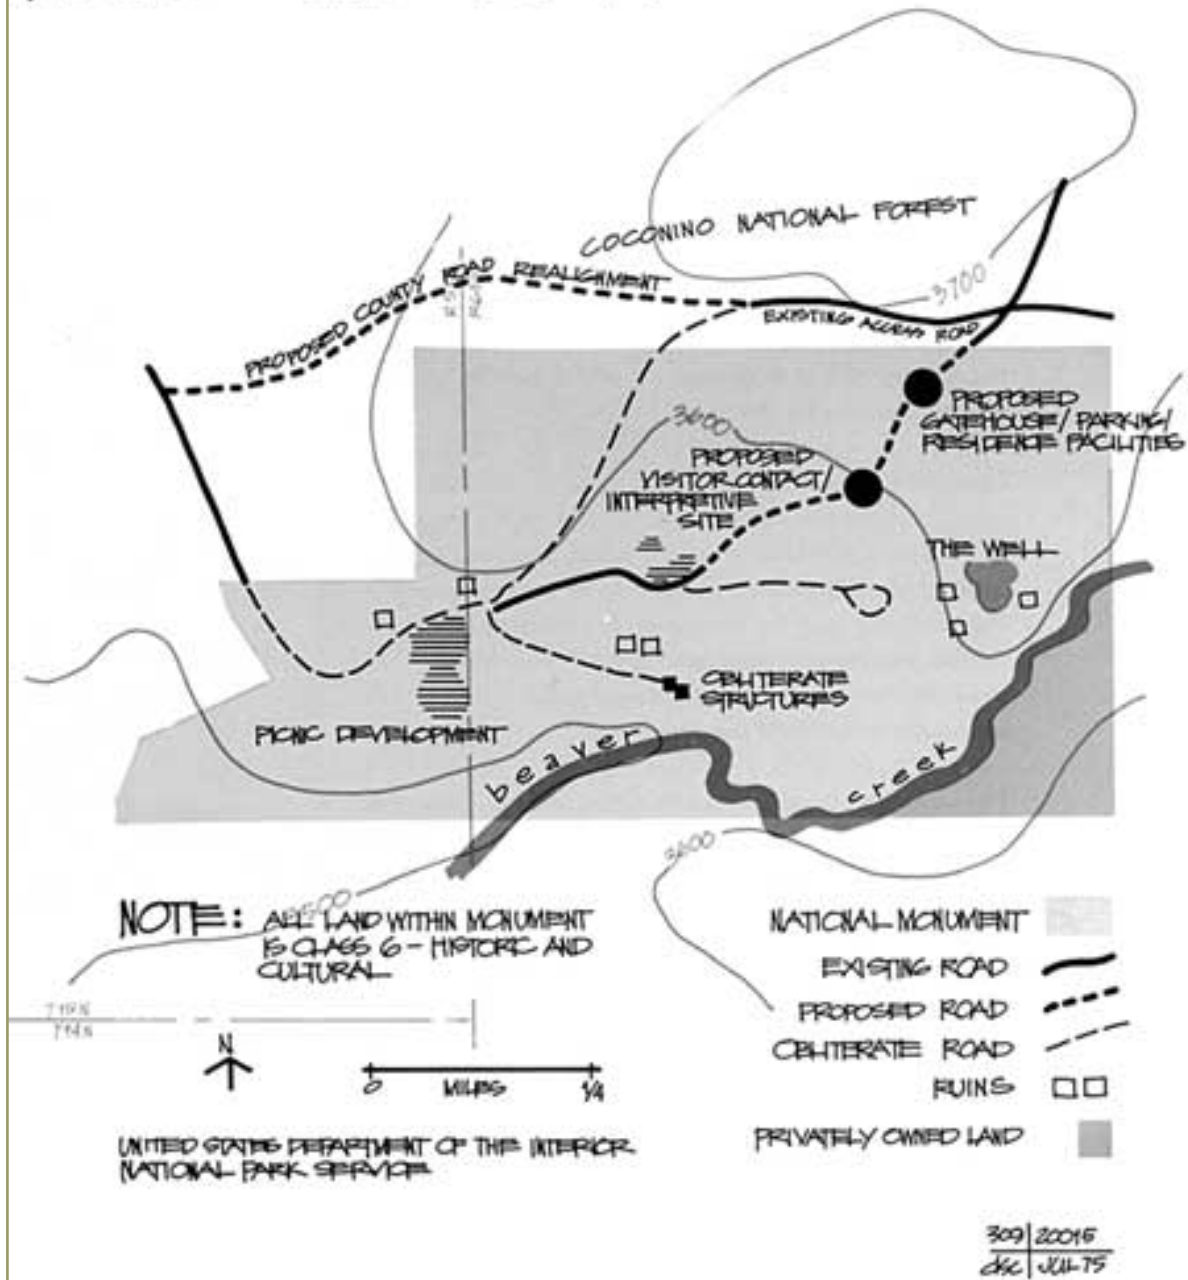 COCONINO NATIONAL FOREST
PROPOSED COUNTY ROAD REALIGNMENT
3700
EXISTING ACCESS ROAD
PROPOSED
GATEHOUSE/PARKING/
RESIDENCE FACILITIES
3600
PROPOSED
VISITOR CONTACT/
INTERPRETIVE
SITE
THE WELL
OBLITERATE
STRUCTURES
PICNIC DEVELOPMENT
beaver
creek
3600
3500
NOTE: ALL LAND WITHIN MONUMENT
IS CLASS 6 - HISTORIC AND
CULTURAL
NATIONAL MONUMENT
EXISTING ROAD
PROPOSED ROAD
OBLITERATE ROAD
RUINS
PRIVATELY OWNED LAND
T15N
T14N
N
0 MILES 1/4
UNITED STATES DEPARTMENT OF THE INTERIOR
NATIONAL PARK SERVICE
309 20015
dsc JUL 75